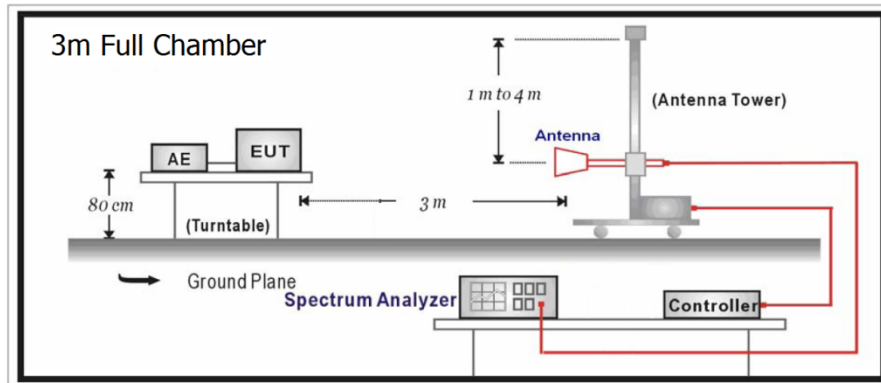 3m Full Chamber
1 m to 4 m
(Antenna Tower)
Antenna
AE
EUT
80 cm
3 m
(Turntable)
Ground Plane
Spectrum Analyzer
Controller